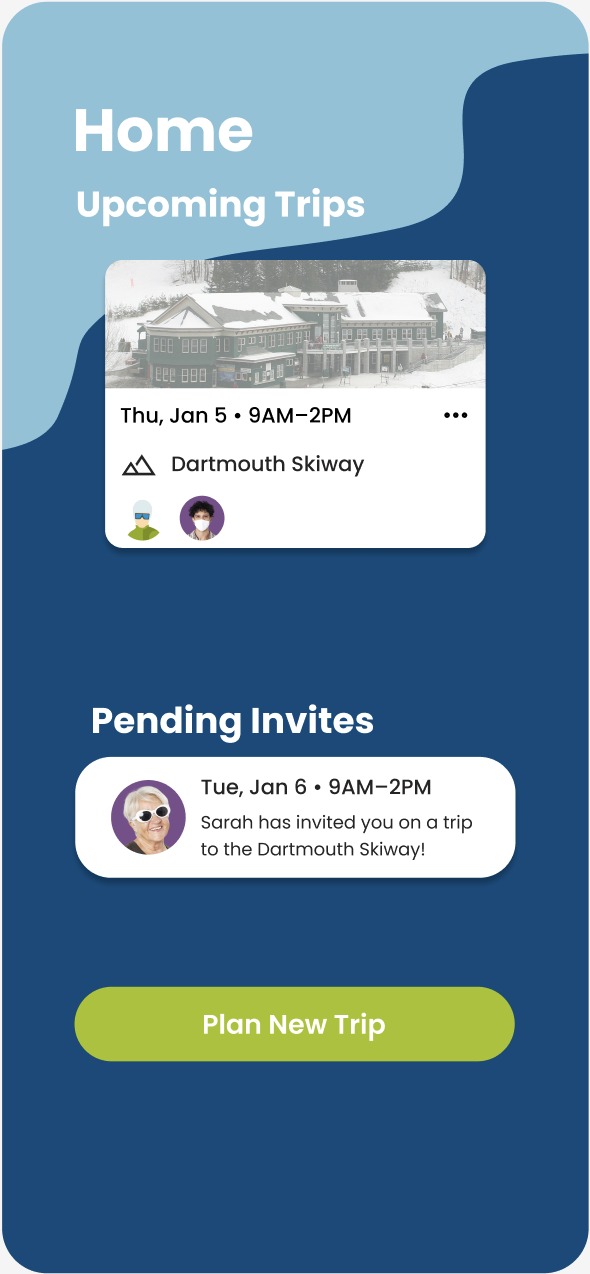 Home
Upcoming Trips
Thu, Jan 5 • 9AM–2PM
Dartmouth Skiway
Pending Invites
Tue, Jan 6 • 9AM–2PM
Sarah has invited you on a trip
to the Dartmouth Skiway!
Plan New Trip